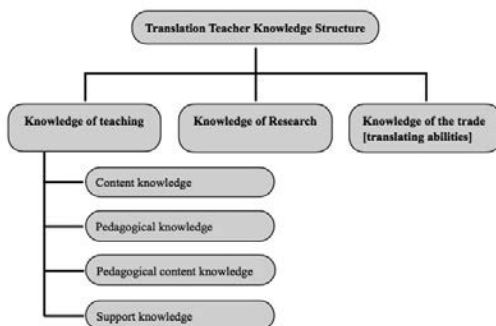 Translation Teacher Knowledge Structure
Knowledge of teaching
Knowledge of Research
Knowledge of the trade
[translating abilities]
Content knowledge
Pedagogical knowledge
Pedagogical content knowledge
Support knowledge